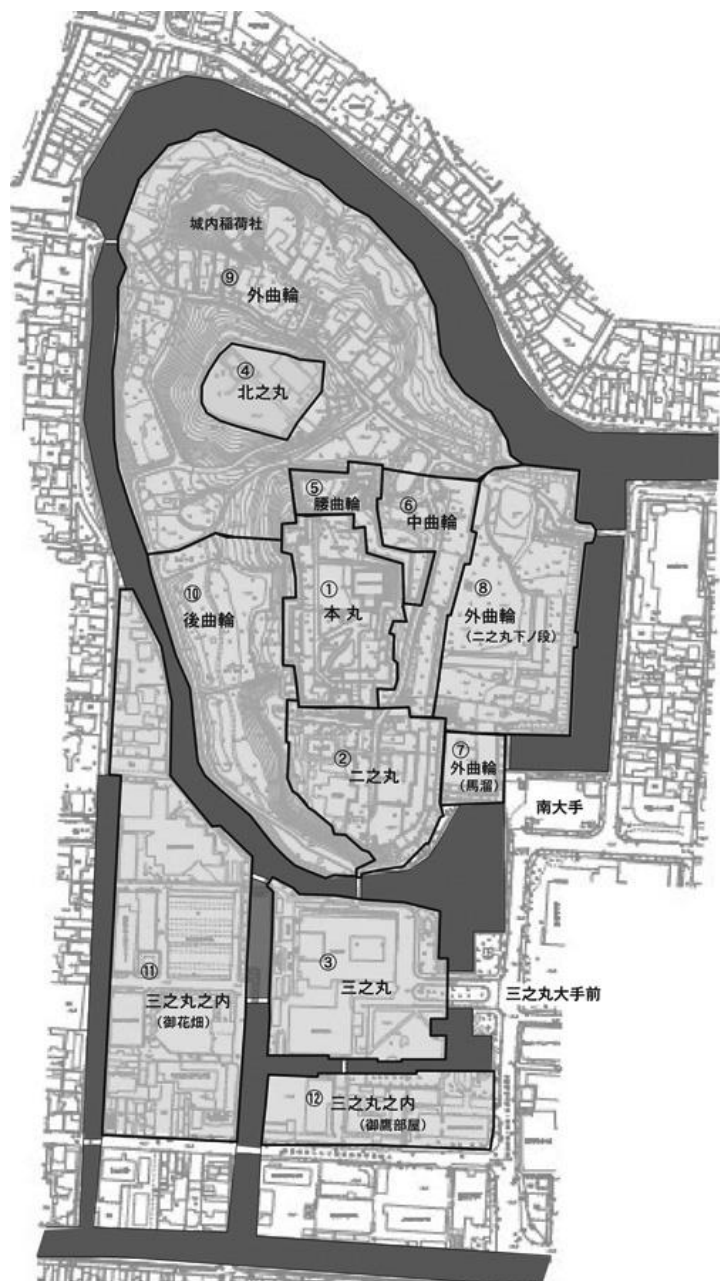 城内稲荷社
⑨
外曲輪
④
北之丸
⑤
腰曲輪
⑥
中曲輪
⑩
後曲輪
①
本丸
⑧
外曲輪
(二之丸下ノ段)
②
二之丸
⑦
外曲輪
(馬溜)
南大手
③
三之丸
三之丸大手前
⑪
三之丸之内
(御花畑)
⑫
三之丸之内
(御鷹部屋)